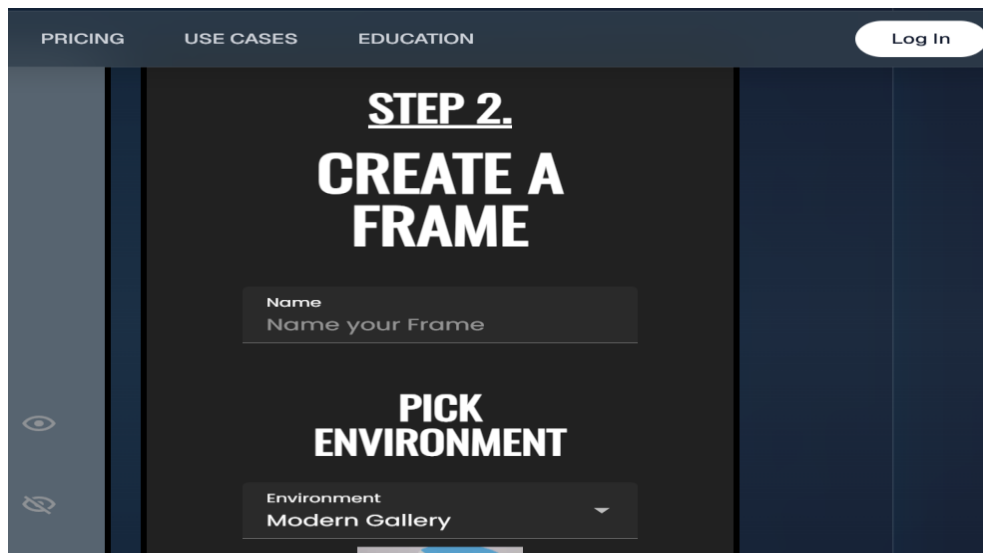 PRICING USE CASES EDUCATION Log In
STEP 2.
CREATE A
FRAME
Name
Name your Frame
PICK
ENVIRONMENT
Environment
Modern Gallery